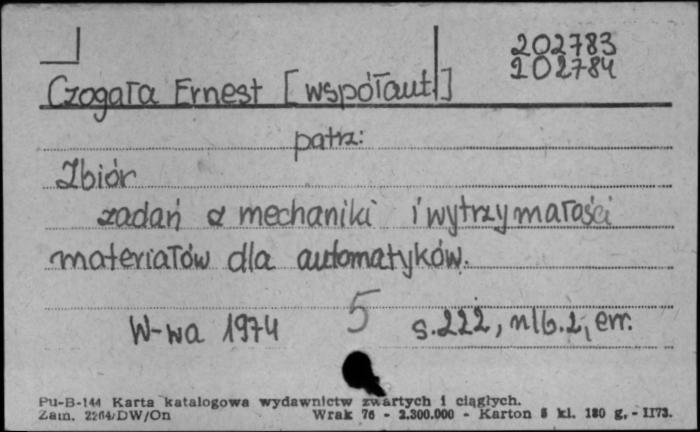 202783
202784
Czogała Ernest [współaut]
patrz:
Zbiór
zadań z mechaniki i wytrzymałości
materiałów dla automatyków.
W-wa 1974 5 s.222, nlb.2, err.
Pu-B-144 Karta katalogowa wydawnictw zwartych i ciągłych.
Zam. 2264/DW/On Wrak 76 - 2.300.000 - Karton 5 kl. 180 g. - II73.